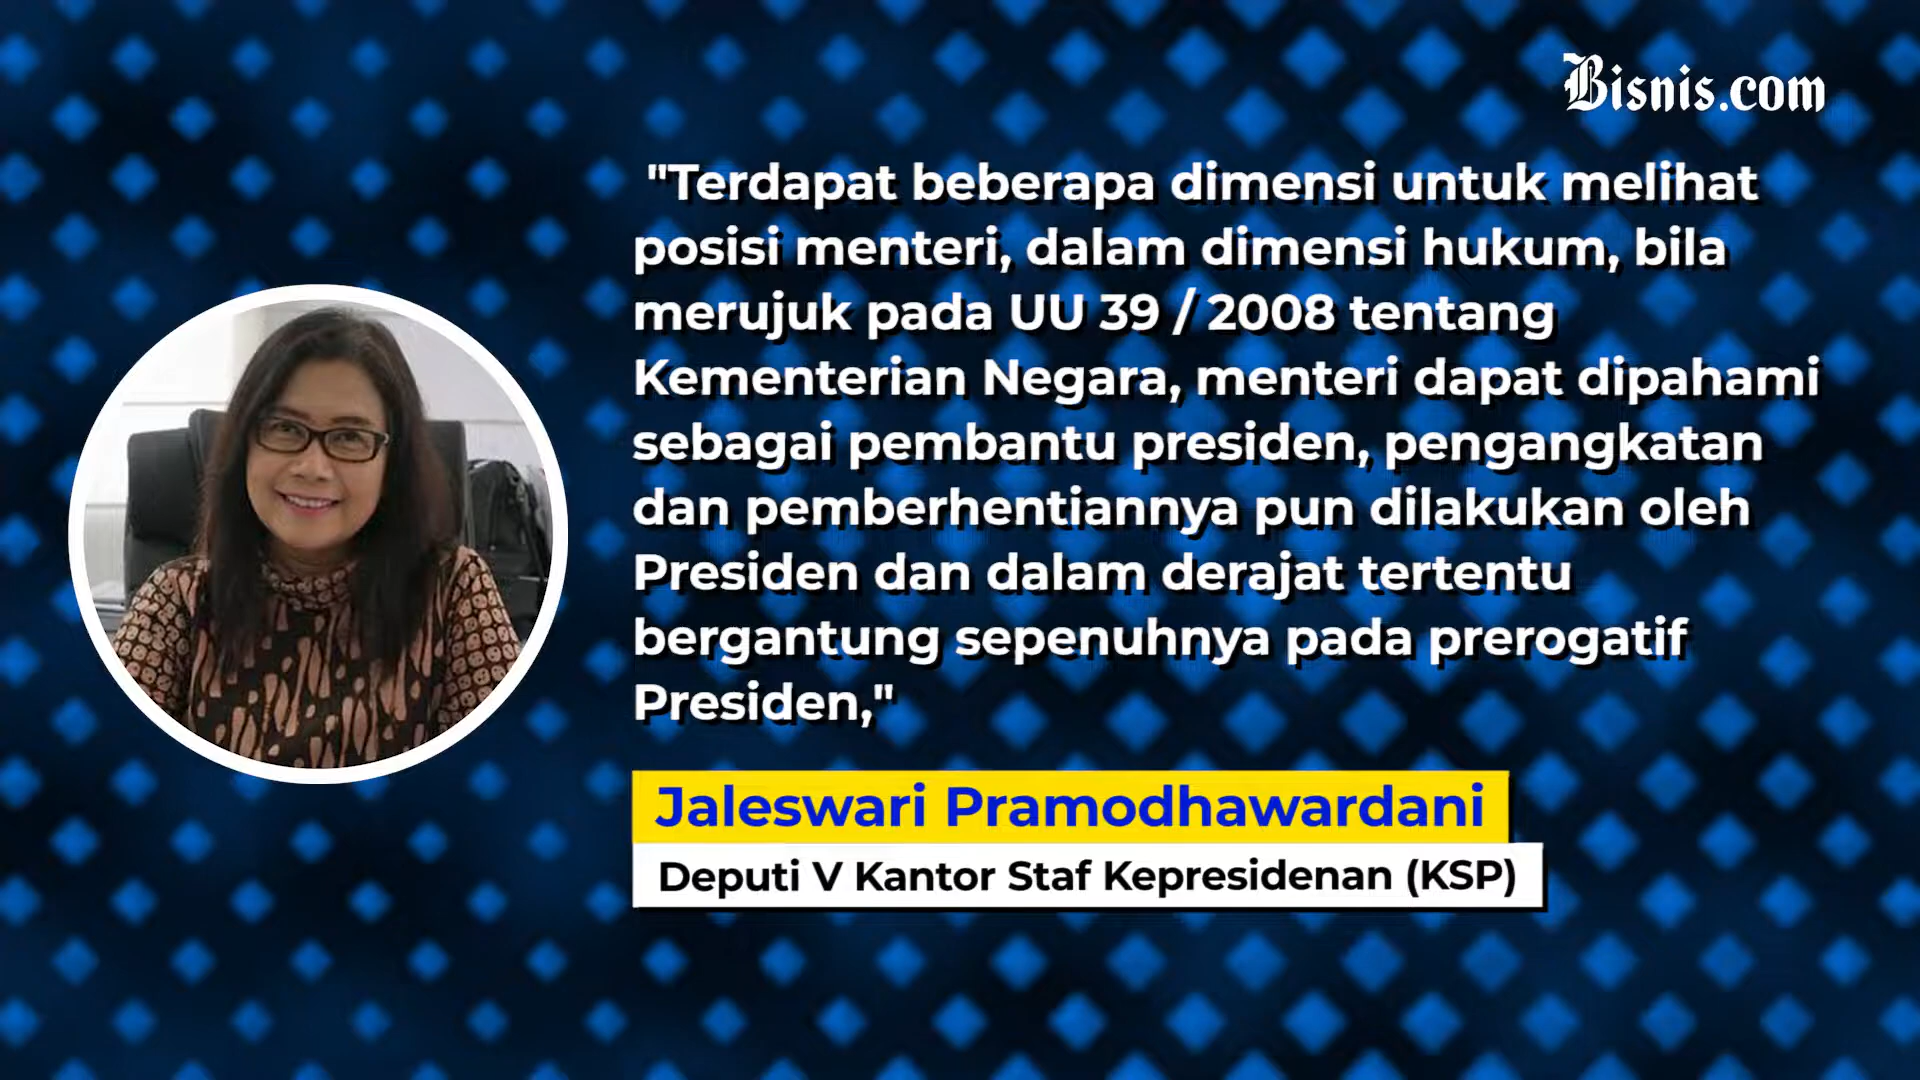 Bisnis.com
"Terdapat beberapa dimensi untuk melihat
posisi menteri, dalam dimensi hukum, bila
merujuk pada UU 39 / 2008 tentang
Kementerian Negara, menteri dapat dipahami
sebagai pembantu presiden, pengangkatan
dan pemberhentiannya pun dilakukan oleh
Presiden dan dalam derajat tertentu
bergantung sepenuhnya pada prerogatif
Presiden,"
Jaleswari Pramodhawardani
Deputi V Kantor Staf Kepresidenan (KSP)